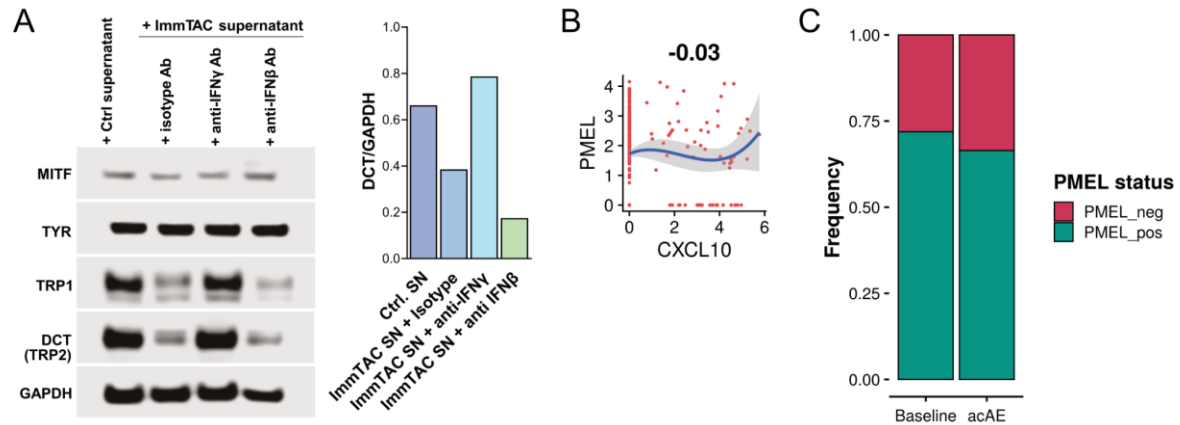 A
+ ImmTAC supernatant
+ Ctrl supernatant
+ isotype Ab
+ anti-IFNγ Ab
+ anti-IFNβ Ab
MITF
TYR
TRP1
DCT
(TRP2)
GAPDH
DCT/GAPDH
1.0
0.8
0.6
0.4
0.2
0.0
Ctrl. SN
ImmTAC SN + Isotype
ImmTAC SN + anti-IFNγ
ImmTAC SN + anti IFNβ
B
-0.03
PMEL
4
3
2
1
0
0
2
4
6
CXCL10
C
Frequency
1.00
0.75
0.50
0.25
0.00
Baseline
acAE
PMEL status
PMEL_neg
PMEL_pos